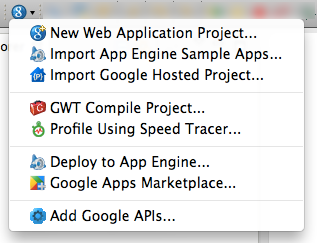 New Web Application Project...
Import App Engine Sample Apps...
Import Google Hosted Project...
GWT Compile Project...
Profile Using Speed Tracer...
Deploy to App Engine...
Google Apps Marketplace...
Add Google APIs...